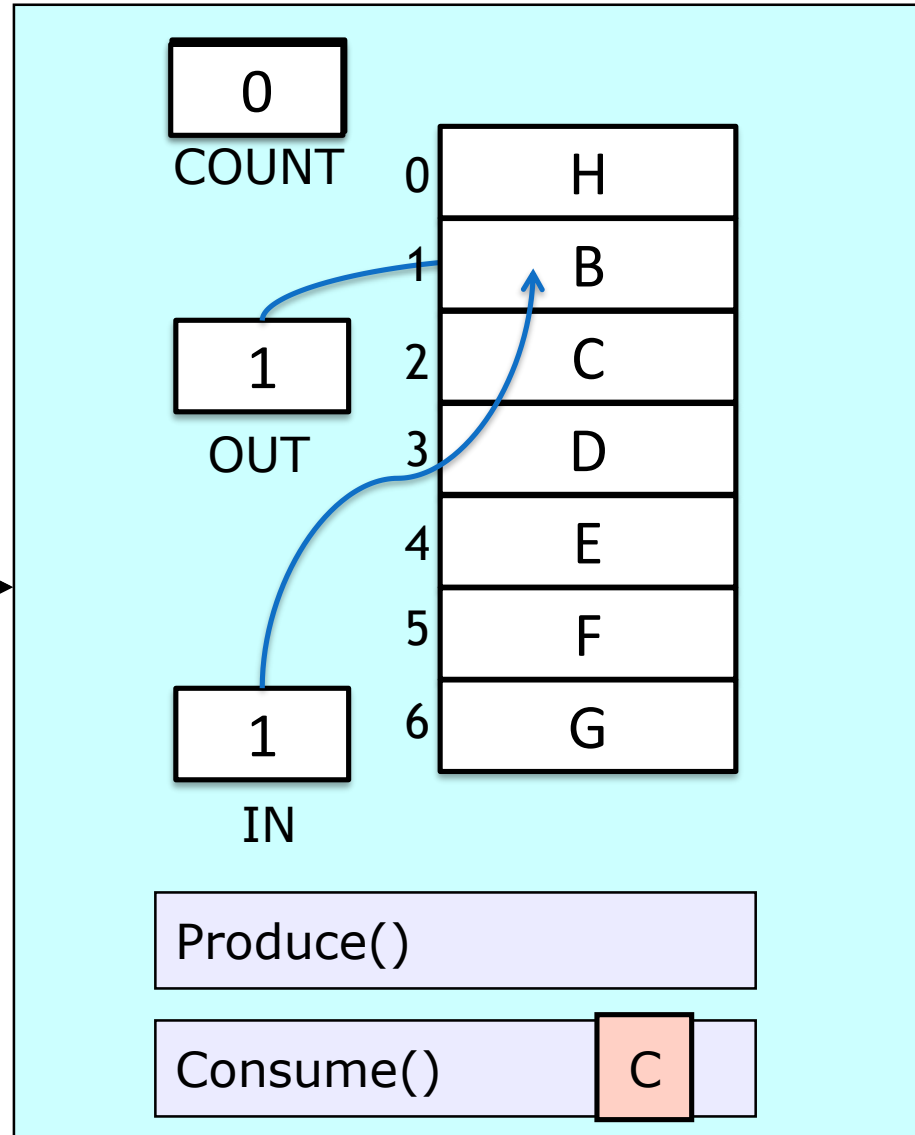 0
COUNT
0 H
1 B
1
OUT
2 C
3 D
4 E
5 F
6 G
1
IN
Produce()
Consume() C